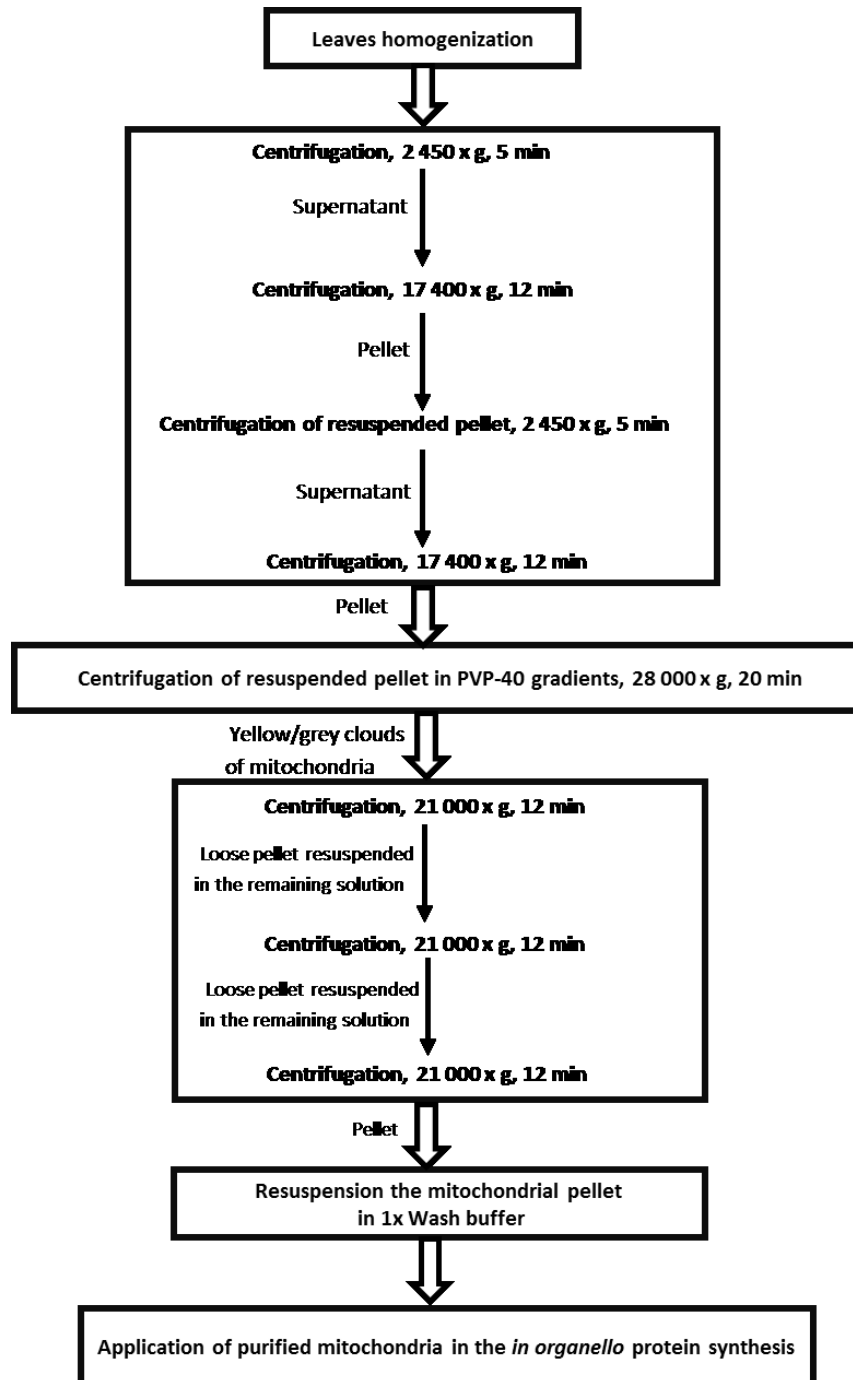 Leaves homogenization
Centrifugation, 2 450 x g, 5 min
Supernatant
Centrifugation, 17 400 x g, 12 min
Pellet
Centrifugation of resuspended pellet, 2 450 x g, 5 min
Supernatant
Centrifugation, 17 400 x g, 12 min
Pellet
Centrifugation of resuspended pellet in PVP-40 gradients, 28 000 x g, 20 min
Yellow/grey clouds
of mitochondria
Centrifugation, 21 000 x g, 12 min
Loose pellet resuspended
in the remaining solution
Centrifugation, 21 000 x g, 12 min
Loose pellet resuspended
in the remaining solution
Centrifugation, 21 000 x g, 12 min
Pellet
Resuspension the mitochondrial pellet
in 1x Wash buffer
Application of purified mitochondria in the in organello protein synthesis